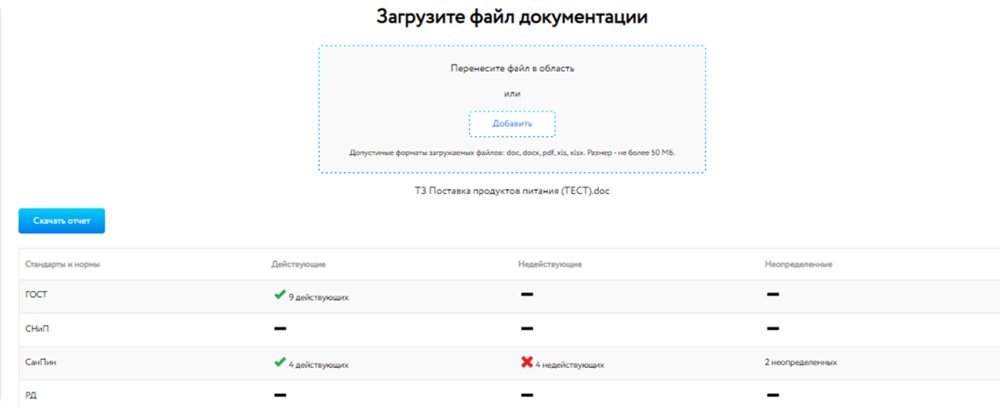 Загрузите файл документации
Перенесите файл в область
или
Добавить
Допустимые форматы загружаемых файлов: doc, docx, pdf, xls, xlsx. Размер - не более 50 МБ.
ТЗ Поставка продуктов питания (ТЕСТ).doc
Скачать отчет
Стандарты и нормы Действующие Недействующие Неопределенные
ГОСТ 9 действующих
СНиП
СанПин 4 действующих 4 недействующих 2 неопределенных
РД